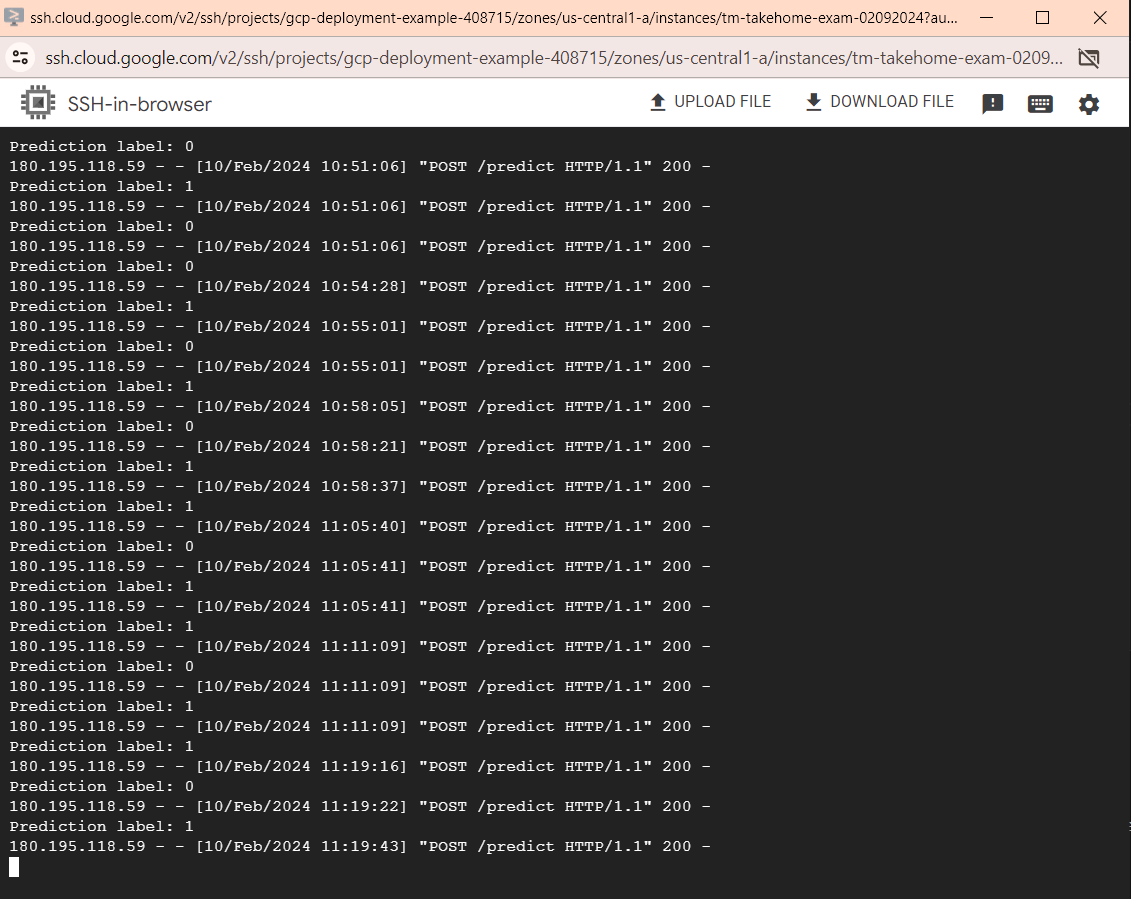 ssh.cloud.google.com/v2/ssh/projects/gcp-deployment-example-408715/zones/us-central1-a/instances/tm-takehome-exam-02092024?au...
ssh.cloud.google.com/v2/ssh/projects/gcp-deployment-example-408715/zones/us-central1-a/instances/tm-takehome-exam-0209...
SSH-in-browser UPLOAD FILE DOWNLOAD FILE
Prediction label: 0
180.195.118.59 - - [10/Feb/2024 10:51:06] "POST /predict HTTP/1.1" 200 -
Prediction label: 1
180.195.118.59 - - [10/Feb/2024 10:51:06] "POST /predict HTTP/1.1" 200 -
Prediction label: 0
180.195.118.59 - - [10/Feb/2024 10:51:06] "POST /predict HTTP/1.1" 200 -
Prediction label: 0
180.195.118.59 - - [10/Feb/2024 10:54:28] "POST /predict HTTP/1.1" 200 -
Prediction label: 1
180.195.118.59 - - [10/Feb/2024 10:55:01] "POST /predict HTTP/1.1" 200 -
Prediction label: 0
180.195.118.59 - - [10/Feb/2024 10:55:01] "POST /predict HTTP/1.1" 200 -
Prediction label: 1
180.195.118.59 - - [10/Feb/2024 10:58:05] "POST /predict HTTP/1.1" 200 -
Prediction label: 0
180.195.118.59 - - [10/Feb/2024 10:58:21] "POST /predict HTTP/1.1" 200 -
Prediction label: 1
180.195.118.59 - - [10/Feb/2024 10:58:37] "POST /predict HTTP/1.1" 200 -
Prediction label: 1
180.195.118.59 - - [10/Feb/2024 11:05:40] "POST /predict HTTP/1.1" 200 -
Prediction label: 0
180.195.118.59 - - [10/Feb/2024 11:05:41] "POST /predict HTTP/1.1" 200 -
Prediction label: 1
180.195.118.59 - - [10/Feb/2024 11:05:41] "POST /predict HTTP/1.1" 200 -
Prediction label: 1
180.195.118.59 - - [10/Feb/2024 11:11:09] "POST /predict HTTP/1.1" 200 -
Prediction label: 0
180.195.118.59 - - [10/Feb/2024 11:11:09] "POST /predict HTTP/1.1" 200 -
Prediction label: 1
180.195.118.59 - - [10/Feb/2024 11:11:09] "POST /predict HTTP/1.1" 200 -
Prediction label: 1
180.195.118.59 - - [10/Feb/2024 11:19:16] "POST /predict HTTP/1.1" 200 -
Prediction label: 0
180.195.118.59 - - [10/Feb/2024 11:19:22] "POST /predict HTTP/1.1" 200 -
Prediction label: 1
180.195.118.59 - - [10/Feb/2024 11:19:43] "POST /predict HTTP/1.1" 200 -